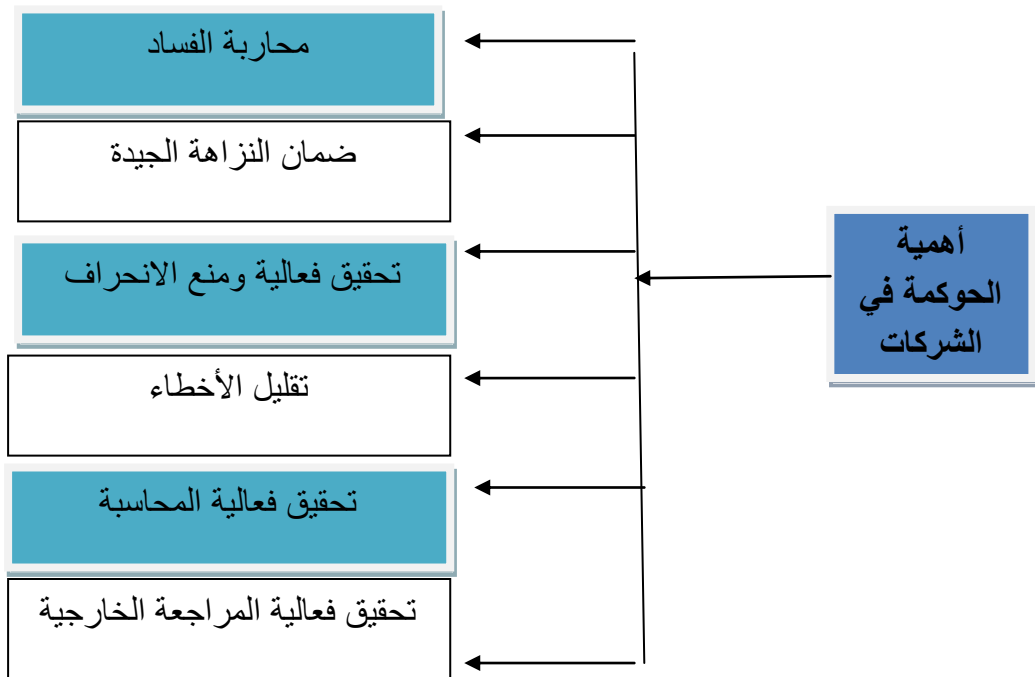 أهمية
الحوكمة في
الشركات
محاربة الفساد
ضمان النزاهة الجيدة
تحقيق فعالية ومنع الانحراف
تقليل الأخطاء
تحقيق فعالية المحاسبة
تحقيق فعالية المراجعة الخارجية